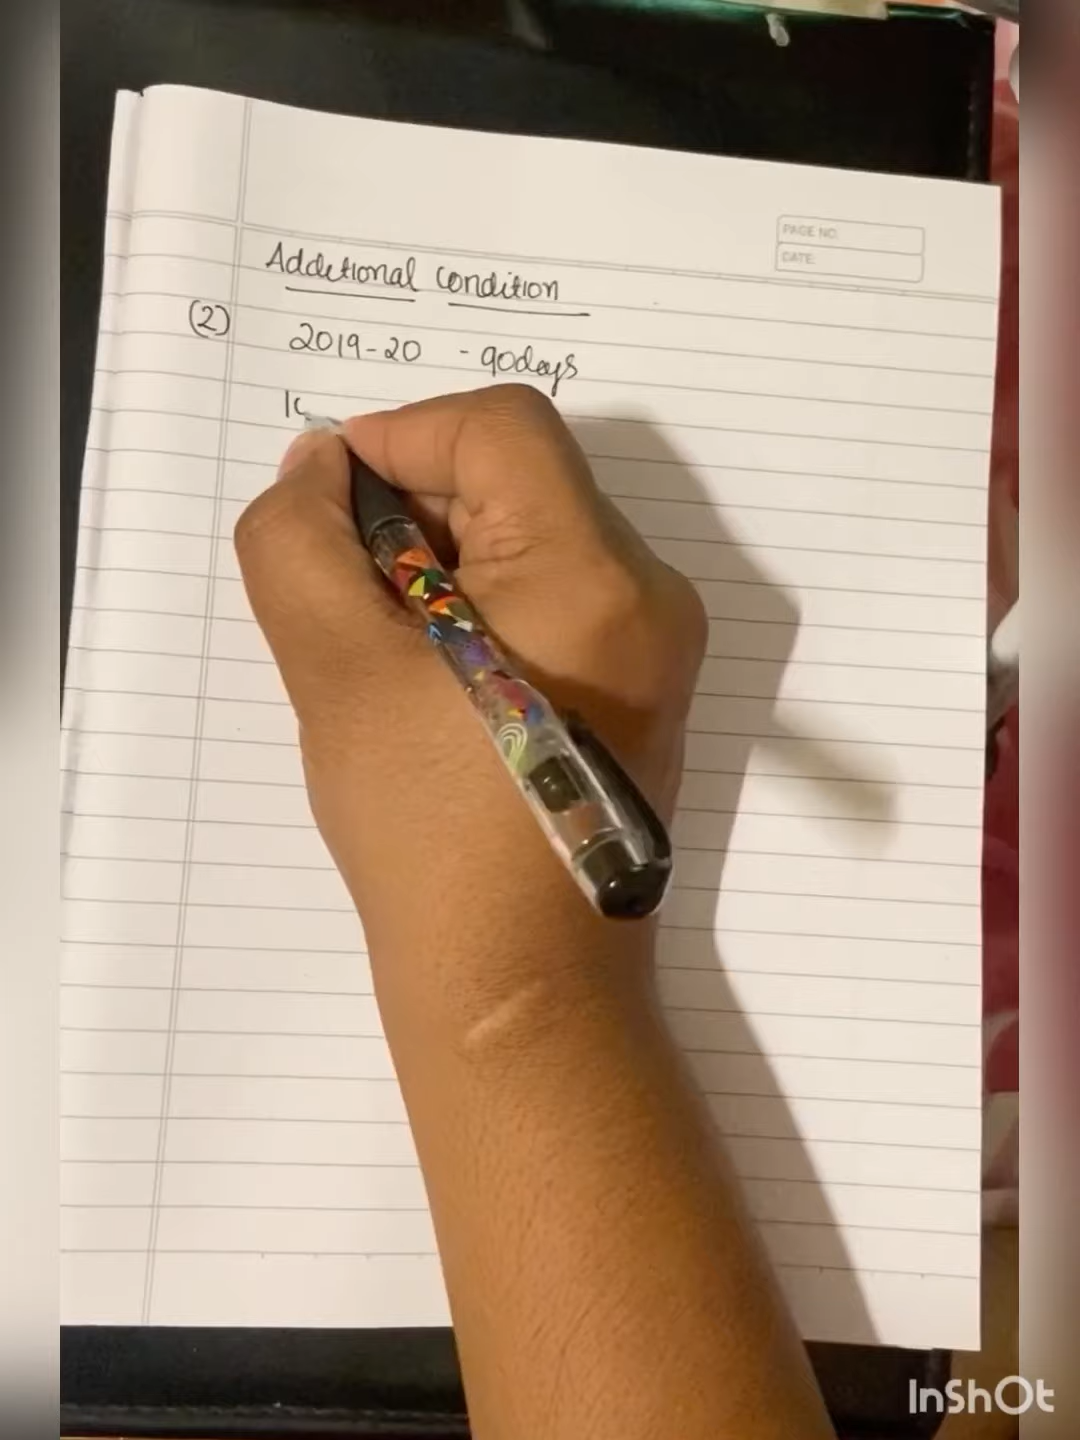 PAGE NO.
DATE:
Additional Condition
(2) 2019-20 - 90days
InShOt